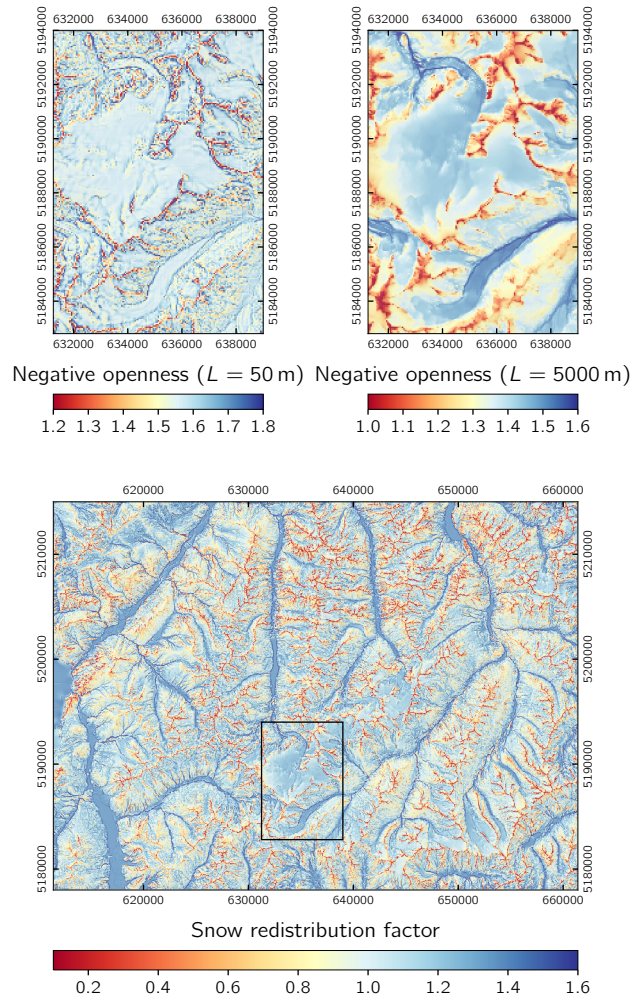 632000 634000 636000 638000 632000 634000 636000 638000
5194000 5192000 5190000 5188000 5186000 5184000
5194000 5192000 5190000 5188000 5186000 5184000
632000 634000 636000 638000 632000 634000 636000 638000
Negative openness (L = 50 m) Negative openness (L = 5000 m)
1.2 1.3 1.4 1.5 1.6 1.7 1.8 1.0 1.1 1.2 1.3 1.4 1.5 1.6
620000 630000 640000 650000 660000
5210000 5200000 5190000 5180000
620000 630000 640000 650000 660000
Snow redistribution factor
0.2 0.4 0.6 0.8 1.0 1.2 1.4 1.6